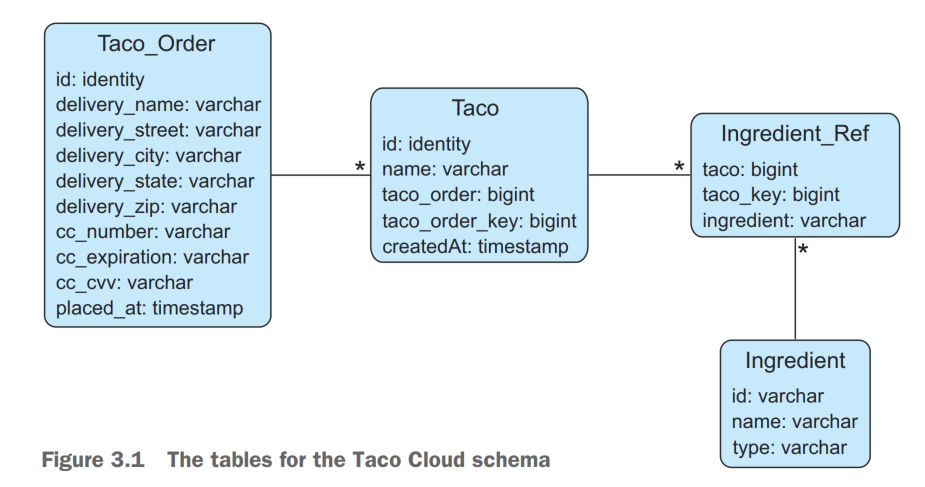 Taco_Order
id: identity
delivery_name: varchar
delivery_street: varchar
delivery_city: varchar
delivery_state: varchar
delivery_zip: varchar
cc_number: varchar
cc_expiration: varchar
cc_cvv: varchar
placed_at: timestamp
*
Taco
id: identity
name: varchar
taco_order: bigint
taco_order_key: bigint
createdAt: timestamp
*
Ingredient_Ref
taco: bigint
taco_key: bigint
ingredient: varchar
*
Ingredient
id: varchar
name: varchar
type: varchar
Figure 3.1 The tables for the Taco Cloud schema